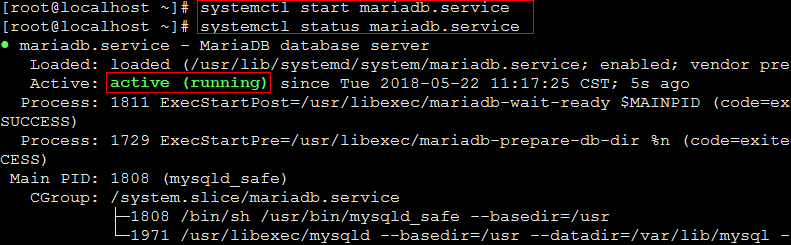 [root@localhost ~]# systemctl start mariadb.service
[root@localhost ~]# systemctl status mariadb.service
● mariadb.service - MariaDB database server
Loaded: loaded (/usr/lib/systemd/system/mariadb.service; enabled; vendor pre
Active: active (running) since Tue 2018-05-22 11:17:25 CST; 5s ago
Process: 1811 ExecStartPost=/usr/libexec/mariadb-wait-ready $MAINPID (code=ex
SUCCESS)
Process: 1729 ExecStartPre=/usr/libexec/mariadb-prepare-db-dir %n (code=exite
CESS)
Main PID: 1808 (mysqld_safe)
CGroup: /system.slice/mariadb.service
├─1808 /bin/sh /usr/bin/mysqld_safe --basedir=/usr
└─1971 /usr/libexec/mysqld --basedir=/usr --datadir=/var/lib/mysql -